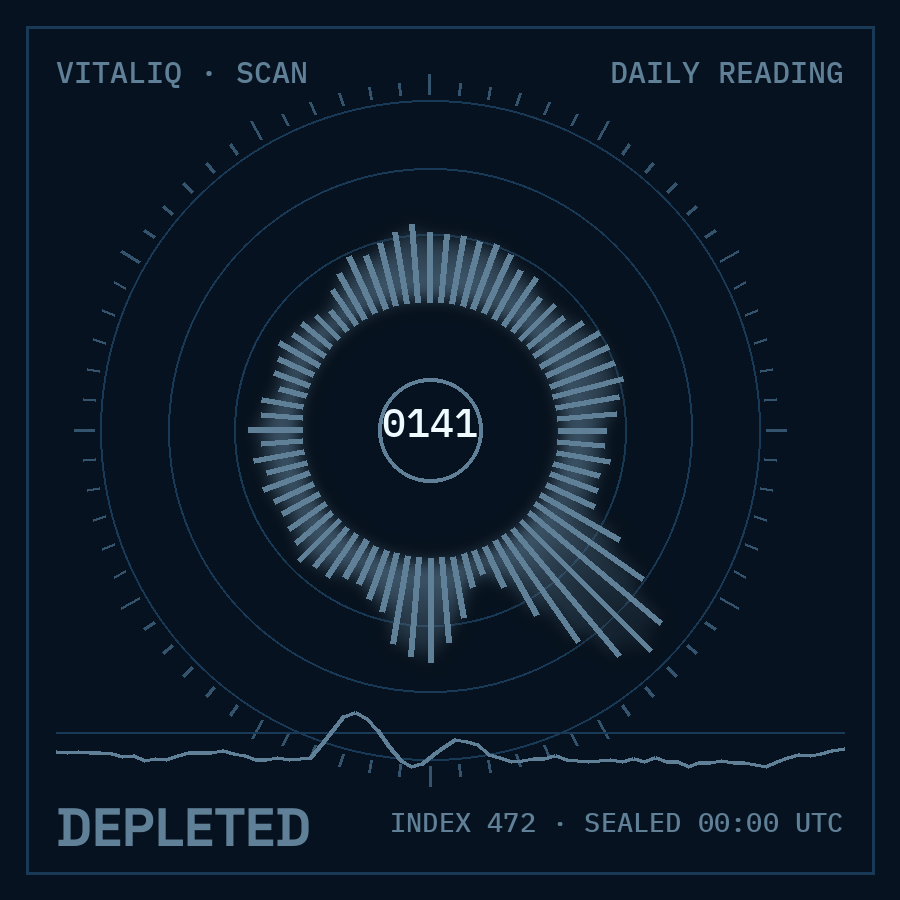 VITALIQ · SCAN
DAILY READING
0141
DEPLETED
INDEX 472 · SEALED 00:00 UTC